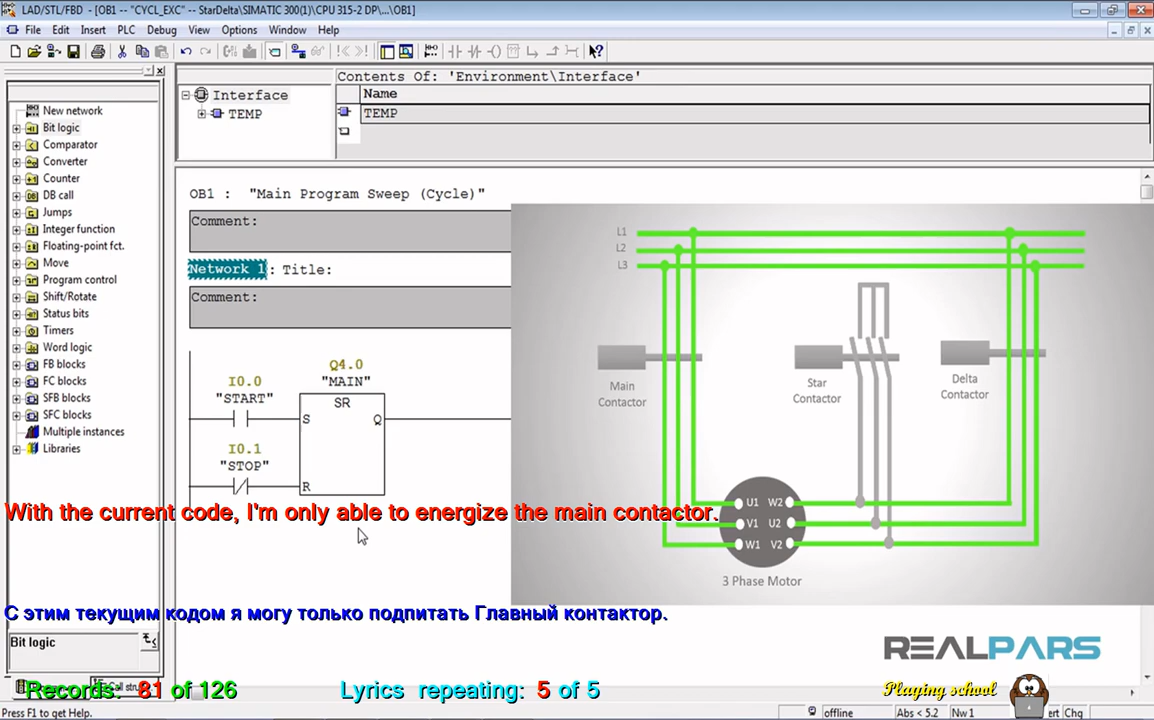 LAD/STL/FBD - [OB1 -- "CYCL_EXC" -- StarDelta\SIMATIC 300(1)\CPU 315-2 DP\...\OB1]
File Edit Insert PLC Debug View Options Window Help
New network
Bit logic
Comparator
Converter
Counter
DB call
Jumps
Integer function
Floating-point fct.
Move
Program control
Shift/Rotate
Status bits
Timers
Word logic
FB blocks
FC blocks
SFB blocks
SFC blocks
Multiple instances
Libraries
Bit logic
Interface
TEMP
Contents Of: 'Environment\Interface'
Name
TEMP
OB1 : "Main Program Sweep (Cycle)"
Comment:
Network 1: Title:
Comment:
Q4.0
I0.0 "MAIN"
"START" SR
S Q
I0.1
"STOP"
R
L1
L2
L3
Main
Contactor
Star
Contactor
Delta
Contactor
U1 W2
V1 U2
W1 V2
3 Phase Motor
With the current code, I'm only able to energize the main contactor.
С этим текущим кодом я могу только подпитать Главный контактор.
REALPARS
Records: 81 of 126
Lyrics repeating: 5 of 5
Playing school
Press F1 to get Help.
offline
Abs < 5.2
Nw 1
Chg